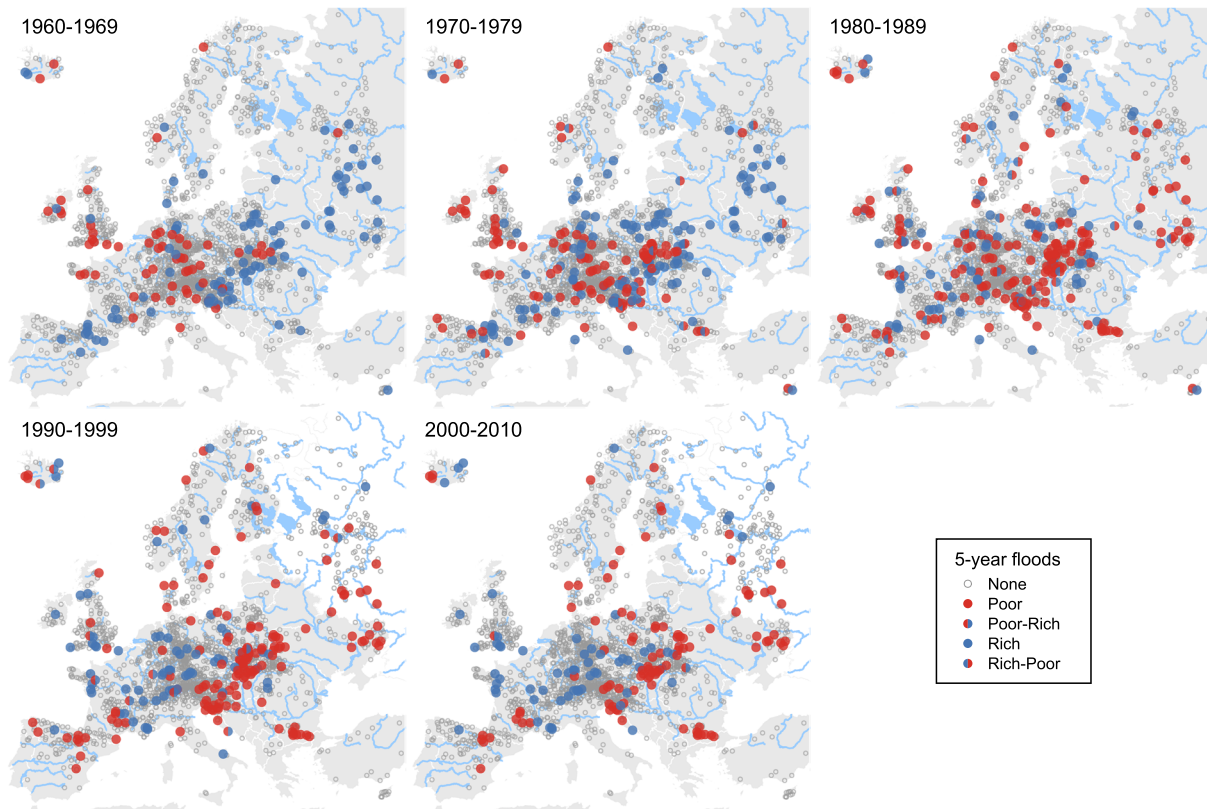 1960-1969
1970-1979
1980-1989
1990-1999
2000-2010
5-year floods
None
Poor
Poor-Rich
Rich
Rich-Poor